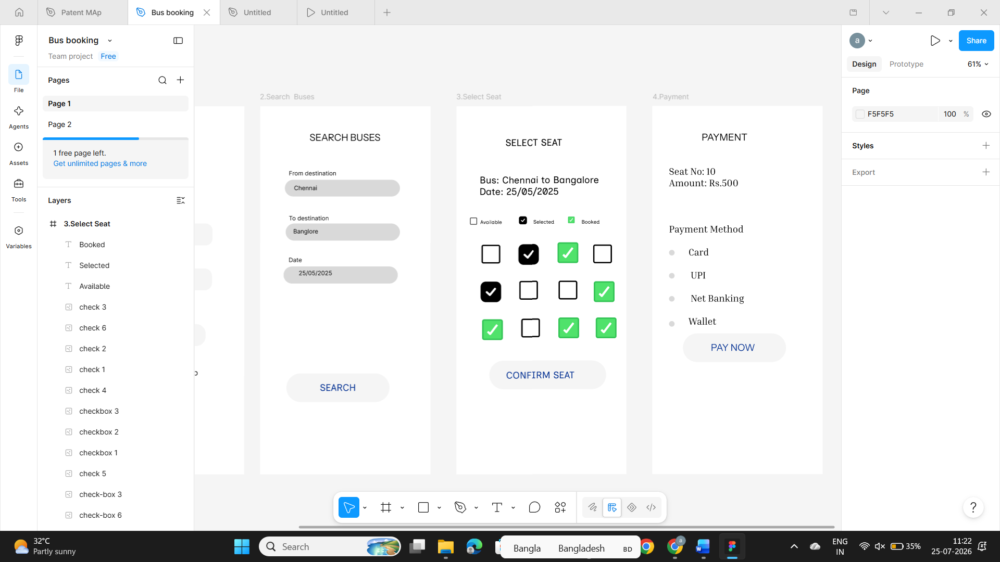 Patent MAp
Bus booking
Untitled
Untitled
File
Agents
Assets
Tools
Variables
Bus booking
Team project
Free
Pages
Page 1
Page 2
1 free page left.
Get unlimited pages & more
Layers
3.Select Seat
Booked
Selected
Available
check 3
check 6
check 2
check 1
check 4
checkbox 3
checkbox 2
checkbox 1
check 5
check-box 3
check-box 6
2.Search Buses
SEARCH BUSES
From destination
Chennai
To destination
Banglore
Date
25/05/2025
SEARCH
3.Select Seat
SELECT SEAT
Bus: Chennai to Bangalore
Date: 25/05/2025
Available
Selected
Booked
CONFIRM SEAT
4.Payment
PAYMENT
Seat No: 10
Amount: Rs.500
Payment Method
Card
UPI
Net Banking
Wallet
PAY NOW
a
Share
Design
Prototype
61%
Page
F5F5F5
100 %
Styles
Export
?
32°C
Partly sunny
Search
Bangla
Bangladesh
BD
a
ENG
IN
35%
11:22
25-07-2026